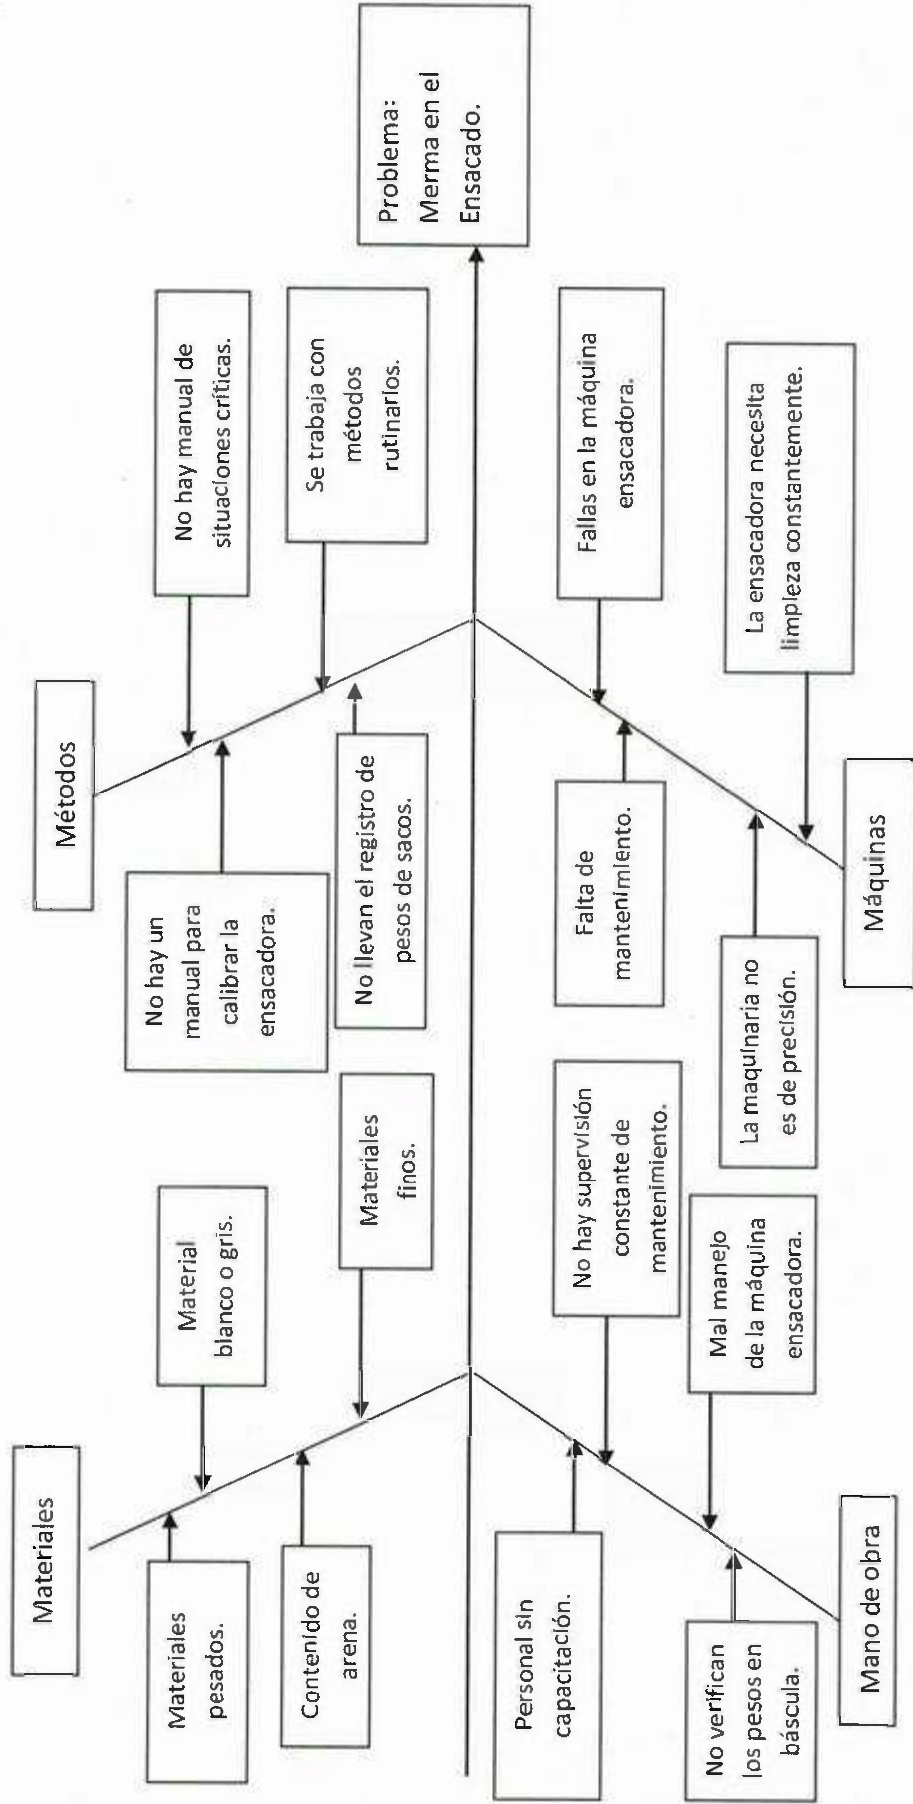 Materiales
Métodos
Materiales
pesados.
Material
blanco o gris.
Contenido de
arena.
Materiales
finos.
No hay un
manual para
calibrar la
ensacadora.
No hay manual de
situaciones críticas.
No llevan el registro de
pesos de sacos.
Se trabaja con
métodos
rutinarios.
Problema:
Merma en el
Ensacado.
Personal sin
capacitación.
No hay supervisión
constante de
mantenimiento.
No verifican
los pesos en
báscula.
Mal manejo
de la máquina
ensacadora.
Falta de
mantenimiento.
Fallas en la máquina
ensacadora.
La maquinaria no
es de precisión.
La ensacadora necesita
limpieza constantemente.
Mano de obra
Máquinas